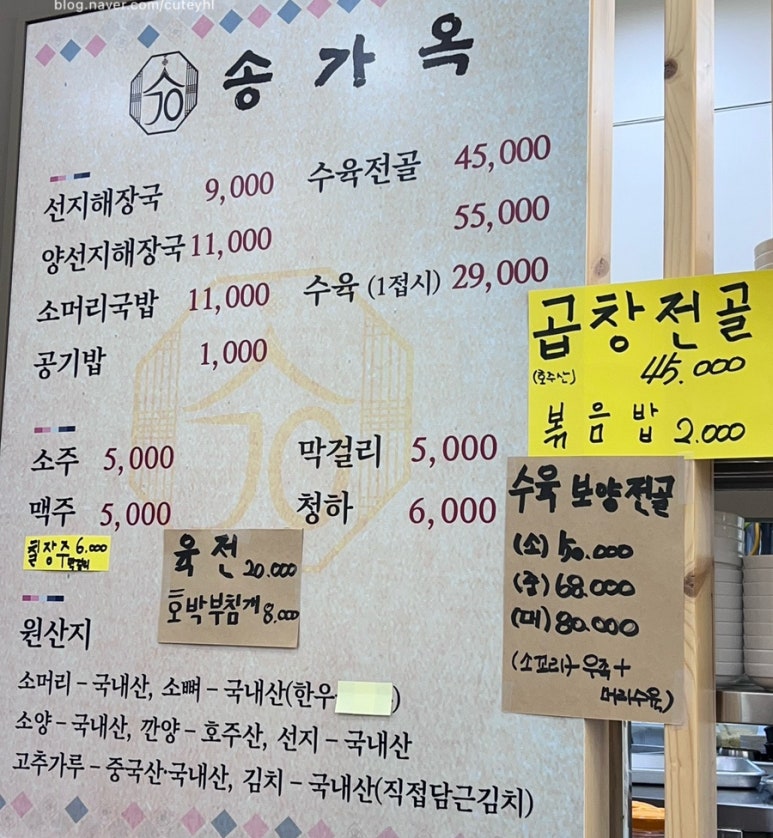 blog.naver.com/cuteyhl
송가옥
선지해장국 9,000
양선지해장국 11,000
소머리국밥 11,000
공기밥 1,000
수육전골 45,000
55,000
수육 (1접시) 29,000
소주 5,000
맥주 5,000
막걸리 5,000
청하 6,000
6.000
육전 20.000
호박부침개 8.000
곱창전골
(호주산) 45.000
볶음밥 2.000
수육 보양전골
(소) 50.000
(중) 68.000
(대) 80.000
(소꼬리+우족+
머리수육)
원산지
소머리 – 국내산, 소뼈 – 국내산(한우 )
소양 – 국내산, 깐양 – 호주산, 선지 – 국내산
고추가루 – 중국산·국내산, 김치 – 국내산(직접담근김치)